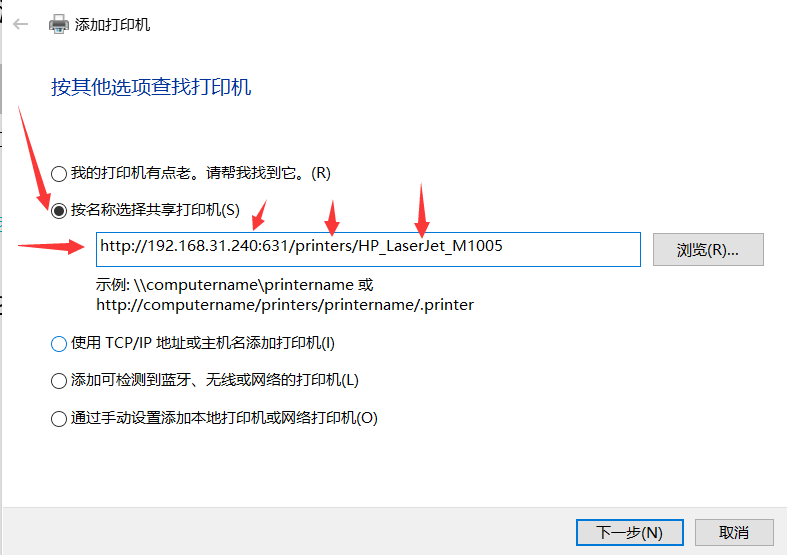 添加打印机
按其他选项查找打印机
我的打印机有点老。请帮我找到它。(R)
按名称选择共享打印机(S)
http://192.168.31.240:631/printers/HP_LaserJet_M1005
浏览(R)...
示例: \\computername\printername 或
http://computername/printers/printername/.printer
使用 TCP/IP 地址或主机名添加打印机(I)
添加可检测到蓝牙、无线或网络的打印机(L)
通过手动设置添加本地打印机或网络打印机(O)
下一步(N)
取消